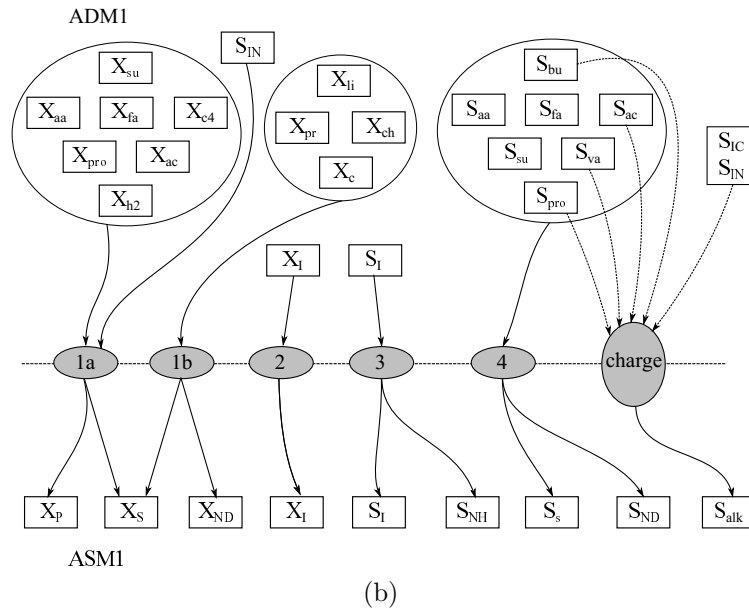 ADM1
S_IN
X_su
X_aa X_fa X_c4
X_pro X_ac
X_h2
X_li
X_pr X_ch
X_c
S_bu
S_aa S_fa S_ac
S_su S_va
S_pro
S_IC
S_IN
X_I S_I
1a 1b 2 3 4 charge
X_P X_S X_ND X_I S_I S_NH S_s S_ND S_alk
ASM1
(b)